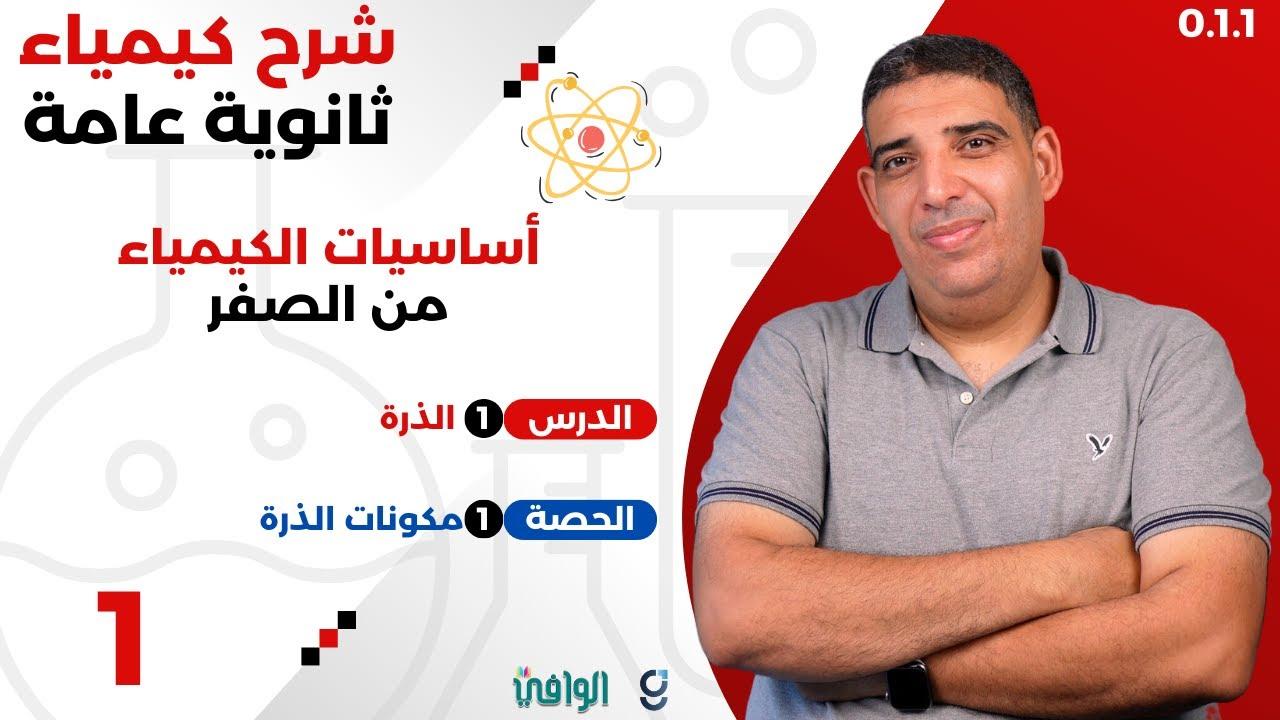 شرح كيمياء
ثانوية عامة
0.1.1
أساسيات الكيمياء
من الصفر
الدرس 1 الذرة
الحصة 1 مكونات الذرة
1
الوافي